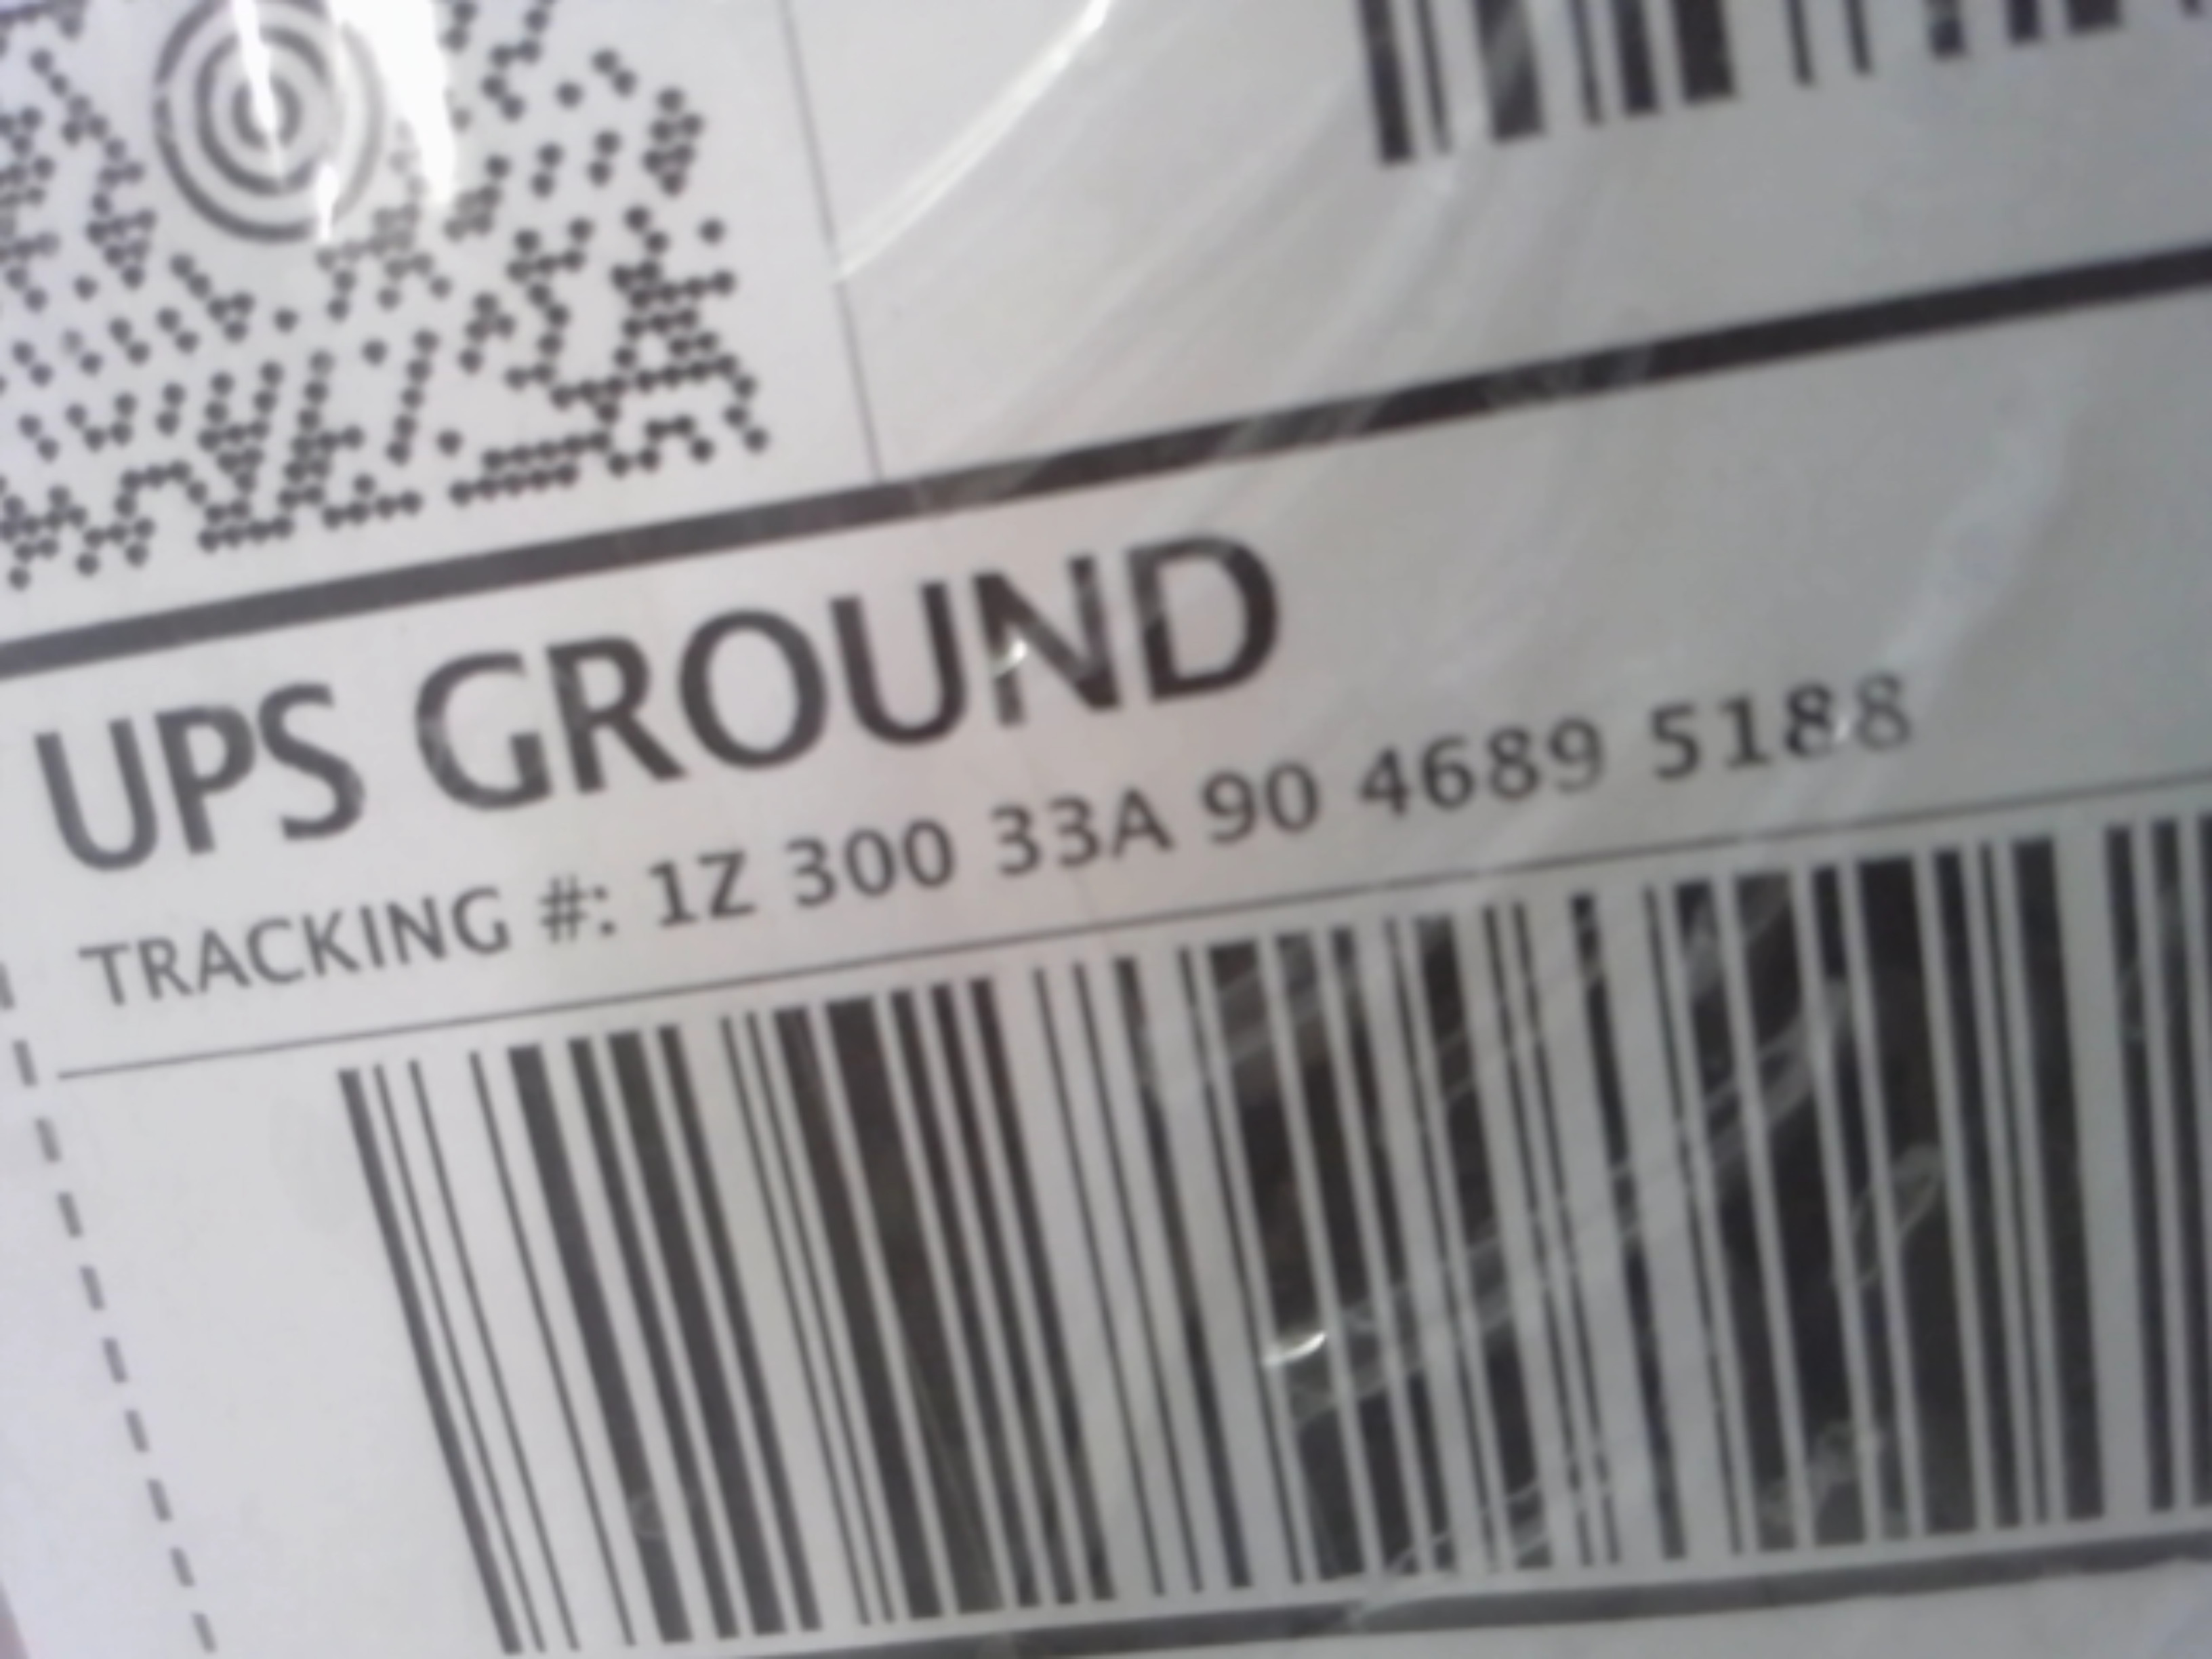 UPS GROUND
TRACKING #: 1Z 300 33A 90 4689 5188